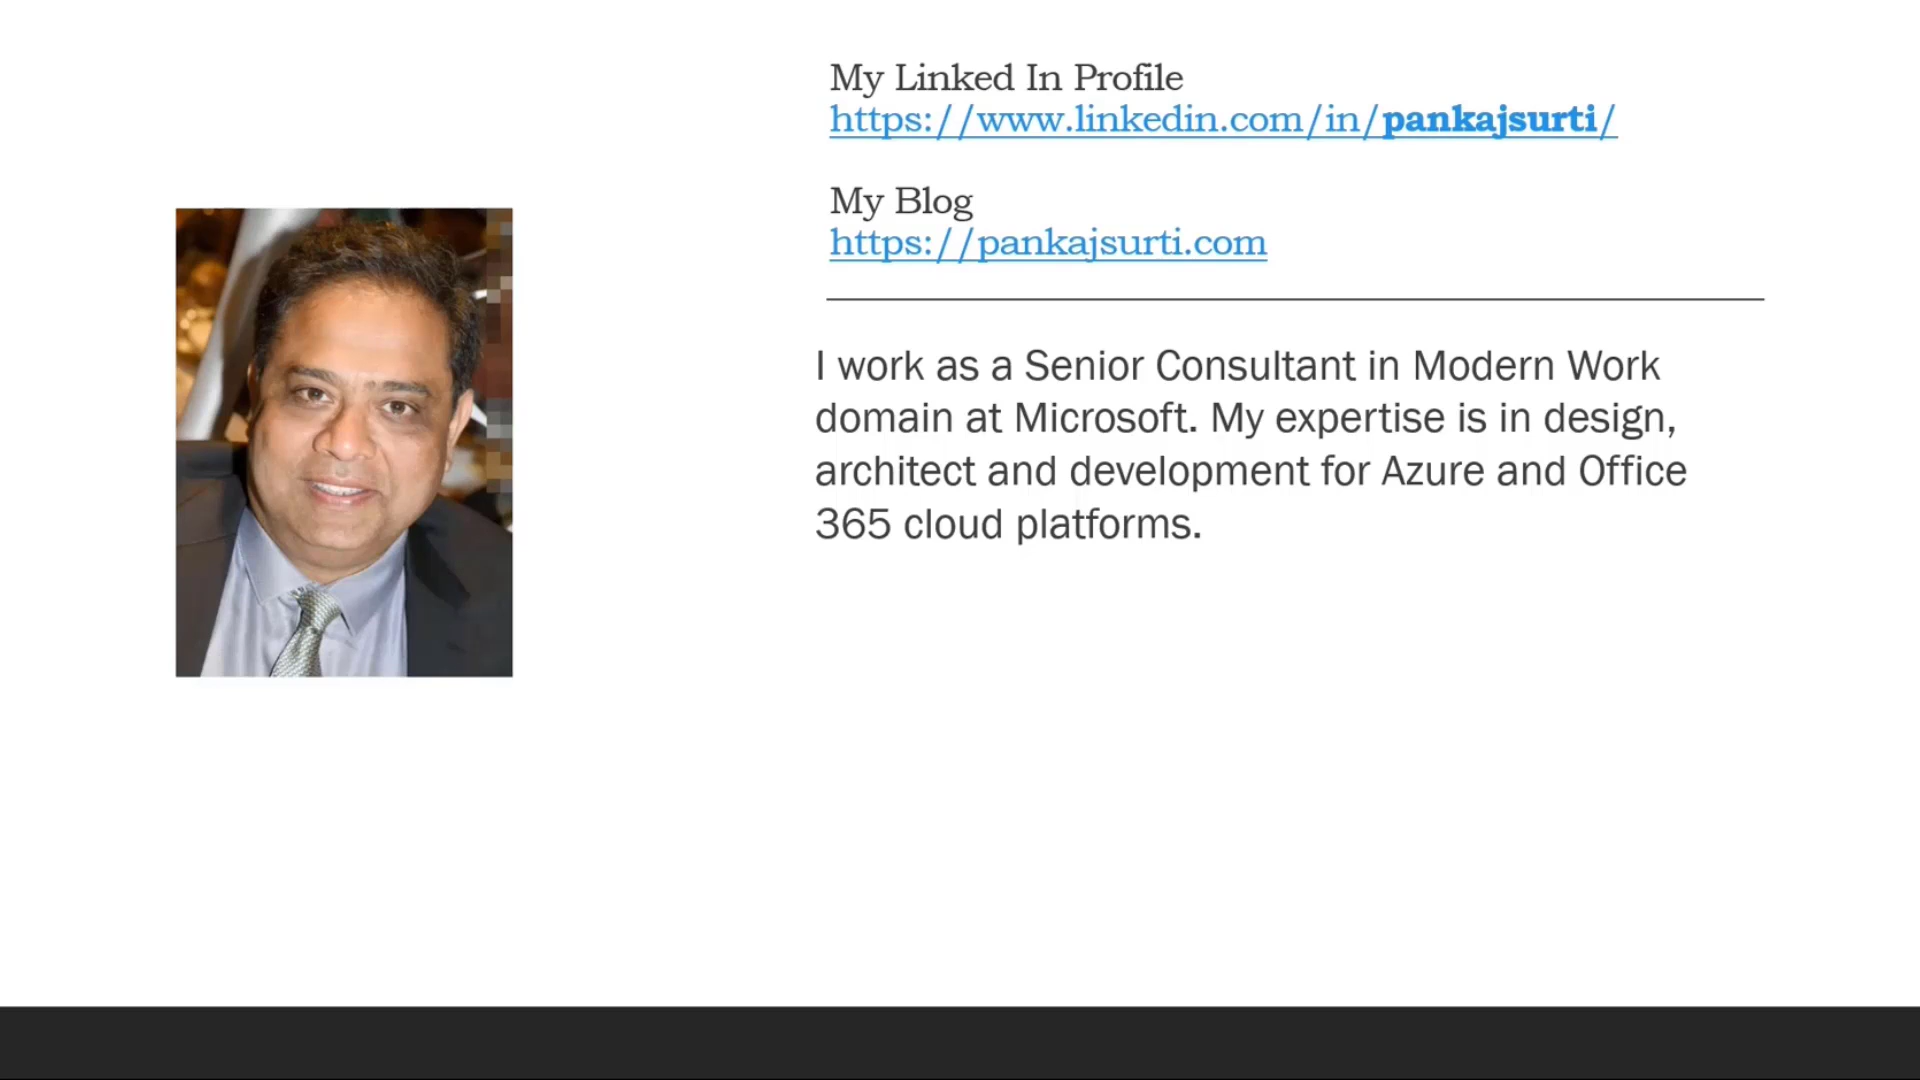 My Linked In Profile
https://www.linkedin.com/in/pankajsurti/
My Blog
https://pankajsurti.com
I work as a Senior Consultant in Modern Work
domain at Microsoft. My expertise is in design,
architect and development for Azure and Office
365 cloud platforms.